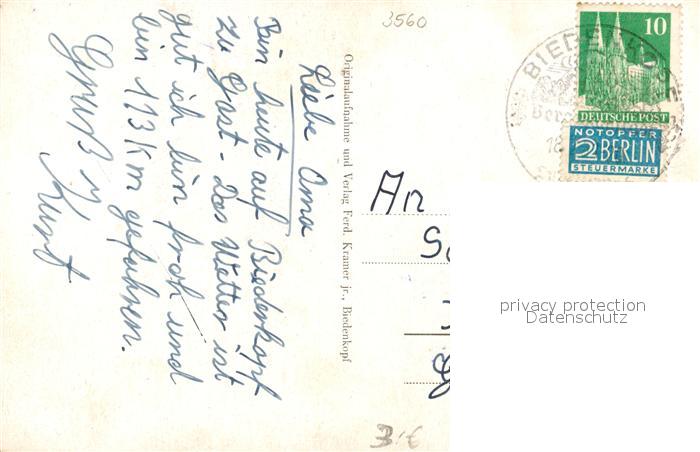 3560
Liebe Oma
Bin heute auf Biedenkopf
zu Gast - Das Wetter ist
gut ich bin froh und
bin 113 Km gefahren.
Gruß
Kurt
Originalaufnahme und Verlag Ferd. Kramer jr., Biedenkopf
An
10
DEUTSCHE POST
NOTOPFER
2 BERLIN
STEUERMARKE
BIEDENKOPF
18
privacy protection
Datenschutz
3.-€